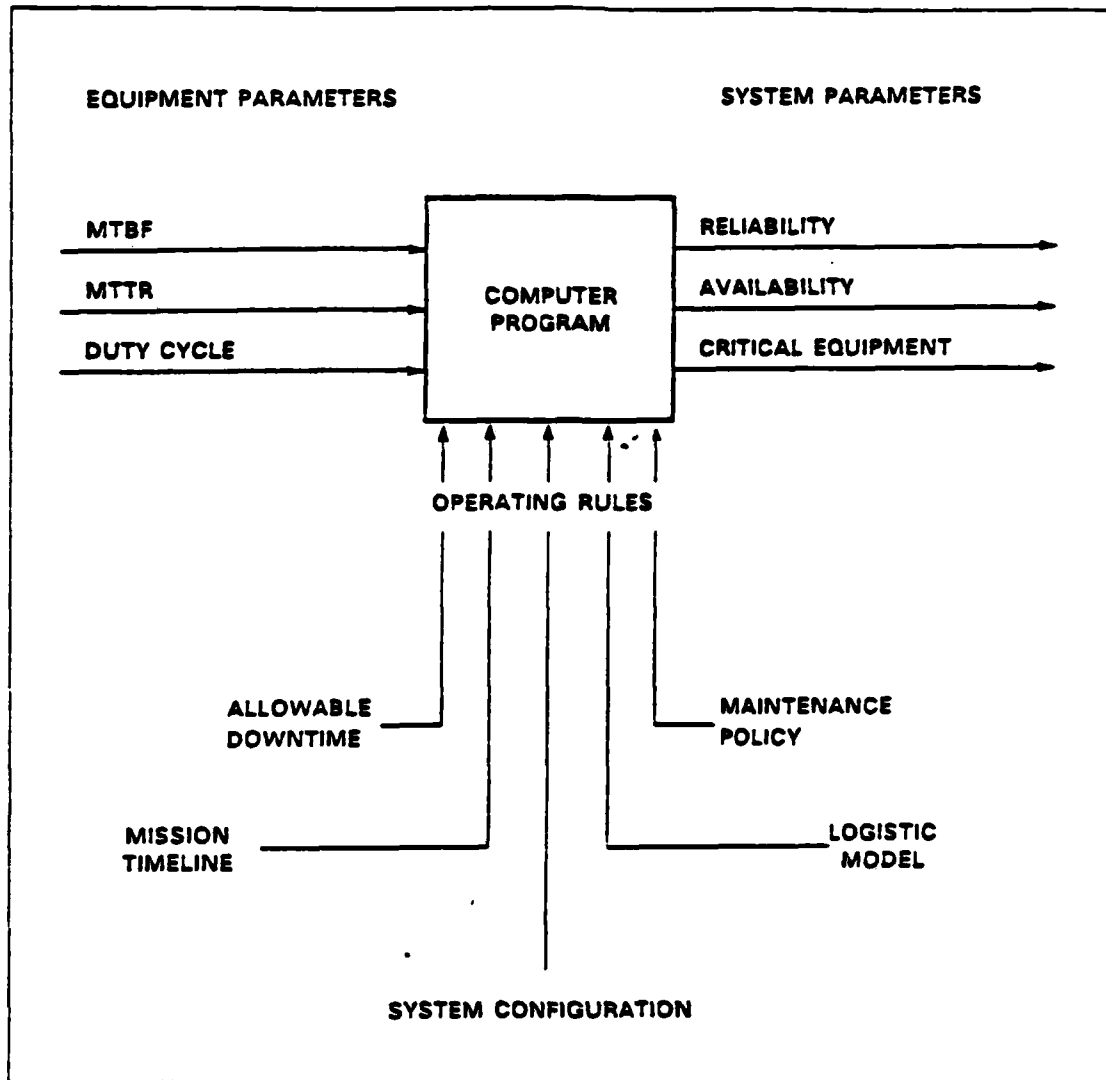 EQUIPMENT PARAMETERS
SYSTEM PARAMETERS
MTBF
MTTR
DUTY CYCLE
COMPUTER
PROGRAM
RELIABILITY
AVAILABILITY
CRITICAL EQUIPMENT
OPERATING RULES
ALLOWABLE
DOWNTIME
MAINTENANCE
POLICY
MISSION
TIMELINE
LOGISTIC
MODEL
SYSTEM CONFIGURATION